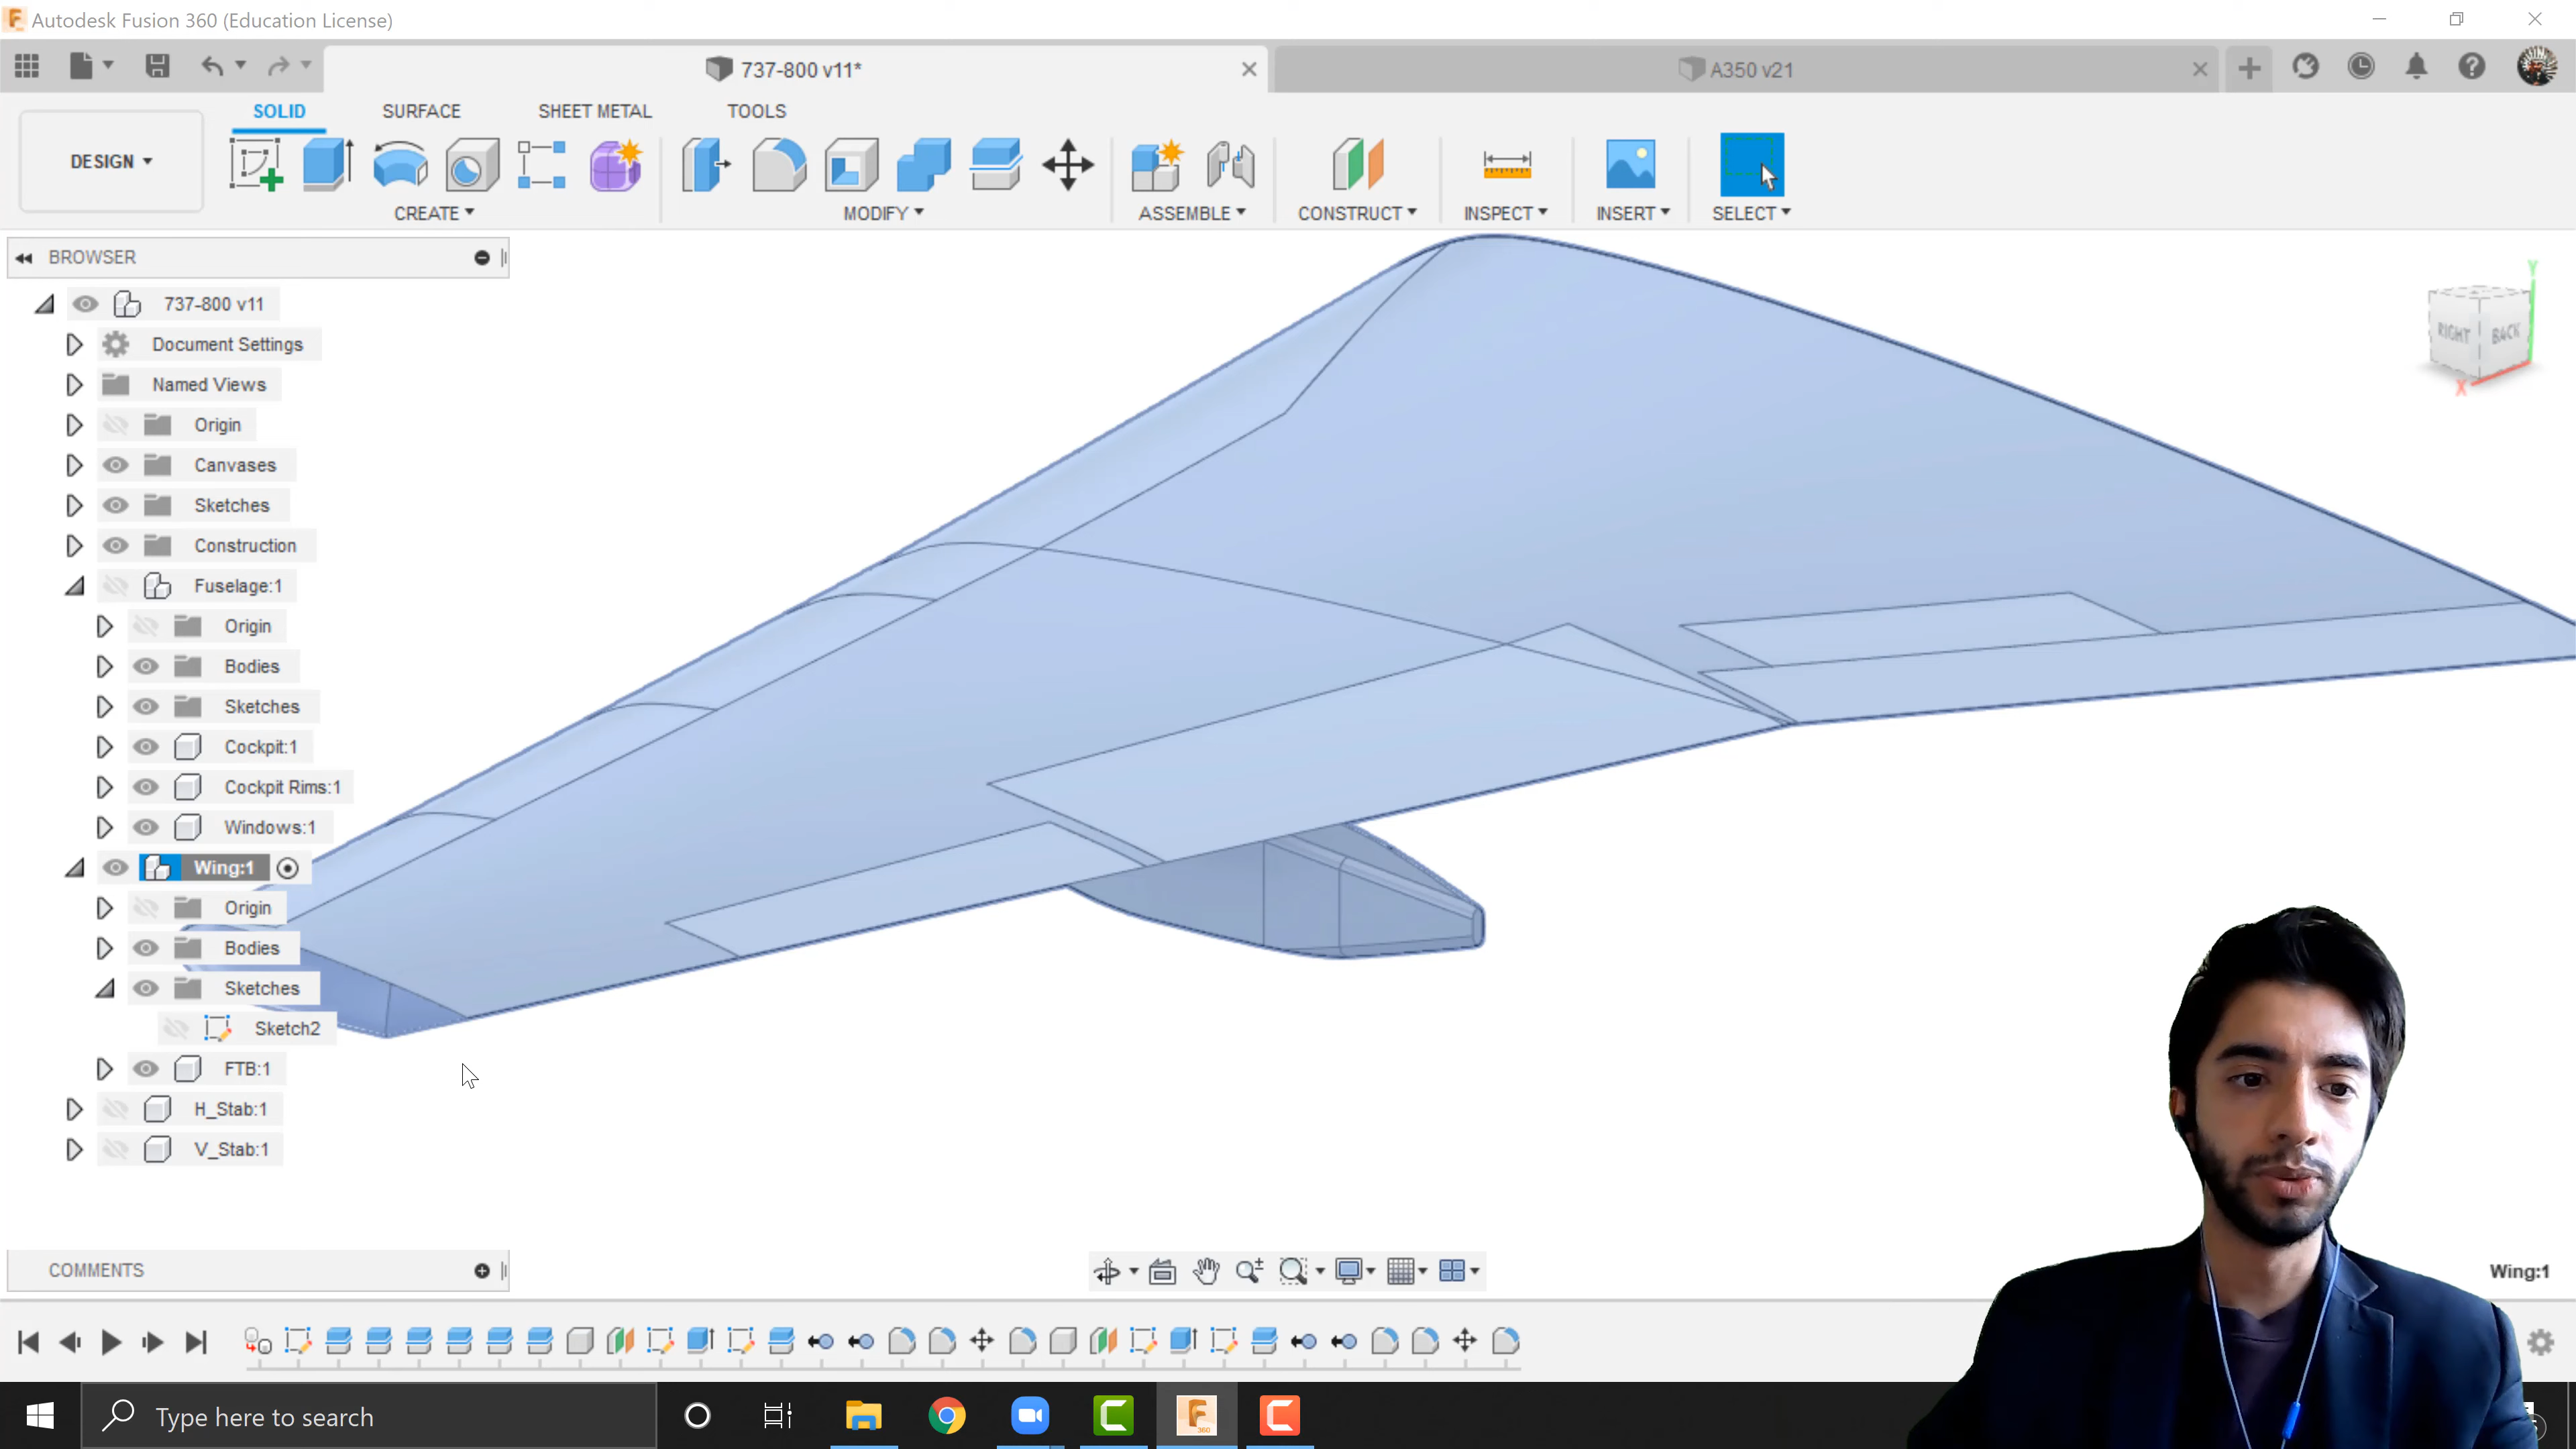 Autodesk Fusion 360 (Education License)
737-800 v11*
A350 v21
SOLID SURFACE SHEET METAL TOOLS
DESIGN
CREATE MODIFY ASSEMBLE CONSTRUCT INSPECT INSERT SELECT
BROWSER
737-800 v11
Document Settings
Named Views
Origin
Canvases
Sketches
Construction
Fuselage:1
Origin
Bodies
Sketches
Cockpit:1
Cockpit Rims:1
Windows:1
Wing:1
Origin
Bodies
Sketches
Sketch2
FTB:1
H_Stab:1
V_Stab:1
Y
RIGHT BACK
X
COMMENTS
Wing:1
Type here to search
F
360